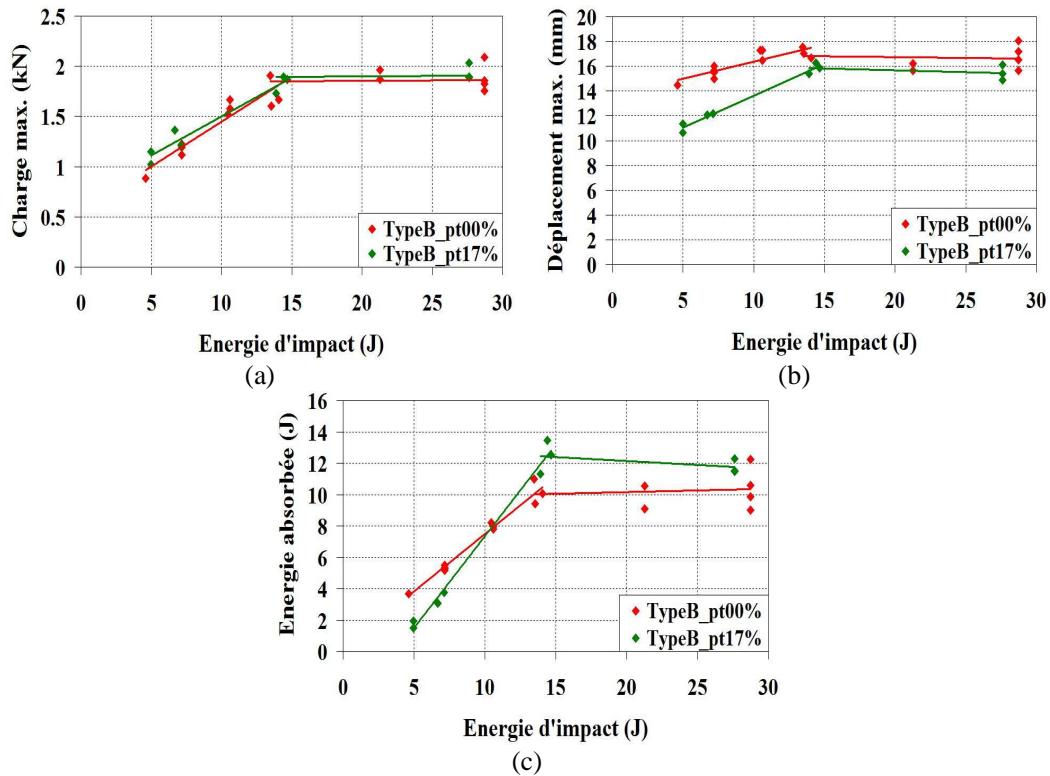 Charge max. (kN)
2.5
2
1.5
1
0.5
0
TypeB_pt00%
TypeB_pt17%
0 5 10 15 20 25 30
Energie d'impact (J)
(a)
Déplacement max. (mm)
20
18
16
14
12
10
8
6
4
2
0
TypeB_pt00%
TypeB_pt17%
0 5 10 15 20 25 30
Energie d'impact (J)
(b)
Energie absorbée (J)
16
14
12
10
8
6
4
2
0
TypeB_pt00%
TypeB_pt17%
0 5 10 15 20 25 30
Energie d'impact (J)
(c)